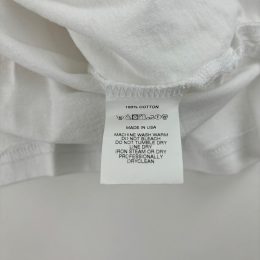 100% COTTON
MADE IN USA
MACHINE WASH WARM
DO NOT BLEACH
DO NOT TUMBLE DRY
LINE DRY
IRON STEAM OR DRY
PROFESSIONALLY
DRYCLEAN